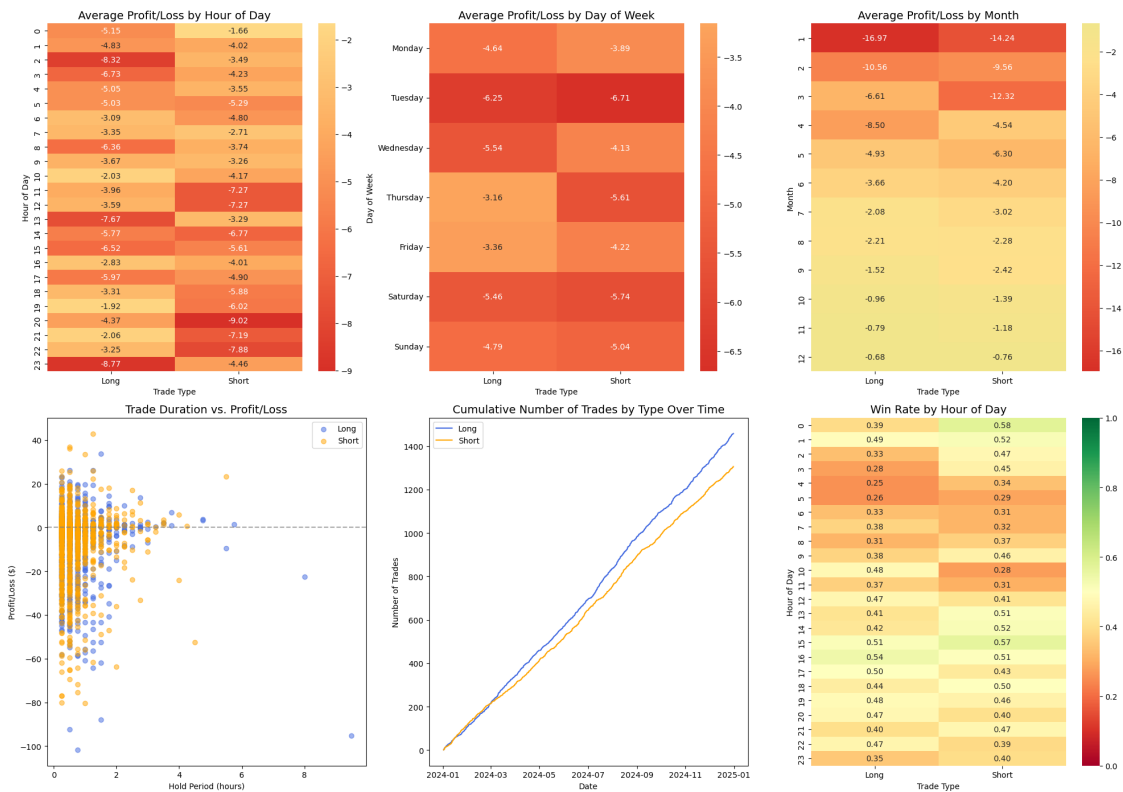 Average Profit/Loss by Hour of Day
Hour of Day
0 -5.15 -1.66
1 -4.83 -4.02
2 -8.32 -3.49
3 -6.73 -4.23
4 -5.05 -3.55
5 -5.03 -5.29
6 -3.09 -4.80
7 -3.35 -2.71
8 -6.36 -3.74
9 -3.67 -3.26
10 -2.03 -4.17
11 -3.96 -7.27
12 -3.59 -7.27
13 -7.67 -3.29
14 -5.77 -6.77
15 -6.52 -5.61
16 -2.83 -4.01
17 -5.97 -4.90
18 -3.31 -5.88
19 -1.92 -6.02
20 -4.37 -9.02
21 -2.06 -7.19
22 -3.25 -7.88
23 -8.77 -4.46
Long Short
Trade Type
−2
−3
−4
−5
−6
−7
−8
−9
Average Profit/Loss by Day of Week
Day of Week
Monday -4.64 -3.89
Tuesday -6.25 -6.71
Wednesday -5.54 -4.13
Thursday -3.16 -5.61
Friday -3.36 -4.22
Saturday -5.46 -5.74
Sunday -4.79 -5.04
Long Short
Trade Type
−3.5
−4.0
−4.5
−5.0
−5.5
−6.0
−6.5
Average Profit/Loss by Month
Month
1 -16.97 -14.24
2 -10.56 -9.56
3 -6.61 -12.32
4 -8.50 -4.54
5 -4.93 -6.30
6 -3.66 -4.20
7 -2.08 -3.02
8 -2.21 -2.28
9 -1.52 -2.42
10 -0.96 -1.39
11 -0.79 -1.18
12 -0.68 -0.76
Long Short
Trade Type
−2
−4
−6
−8
−10
−12
−14
−16
Trade Duration vs. Profit/Loss
Long
Short
Profit/Loss ($)
40
20
0
−20
−40
−60
−80
−100
0 2 4 6 8
Hold Period (hours)
Cumulative Number of Trades by Type Over Time
Long
Short
Number of Trades
1400
1200
1000
800
600
400
200
0
2024-01 2024-03 2024-05 2024-07 2024-09 2024-11 2025-01
Date
Win Rate by Hour of Day
Hour of Day
0 0.39 0.58
1 0.49 0.52
2 0.33 0.47
3 0.28 0.45
4 0.25 0.34
5 0.26 0.29
6 0.33 0.31
7 0.38 0.32
8 0.31 0.37
9 0.38 0.46
10 0.48 0.28
11 0.37 0.31
12 0.47 0.41
13 0.41 0.51
14 0.42 0.52
15 0.51 0.57
16 0.54 0.51
17 0.50 0.43
18 0.44 0.50
19 0.48 0.46
20 0.47 0.40
21 0.40 0.47
22 0.47 0.39
23 0.35 0.40
Long Short
Trade Type
1.0
0.8
0.6
0.4
0.2
0.0